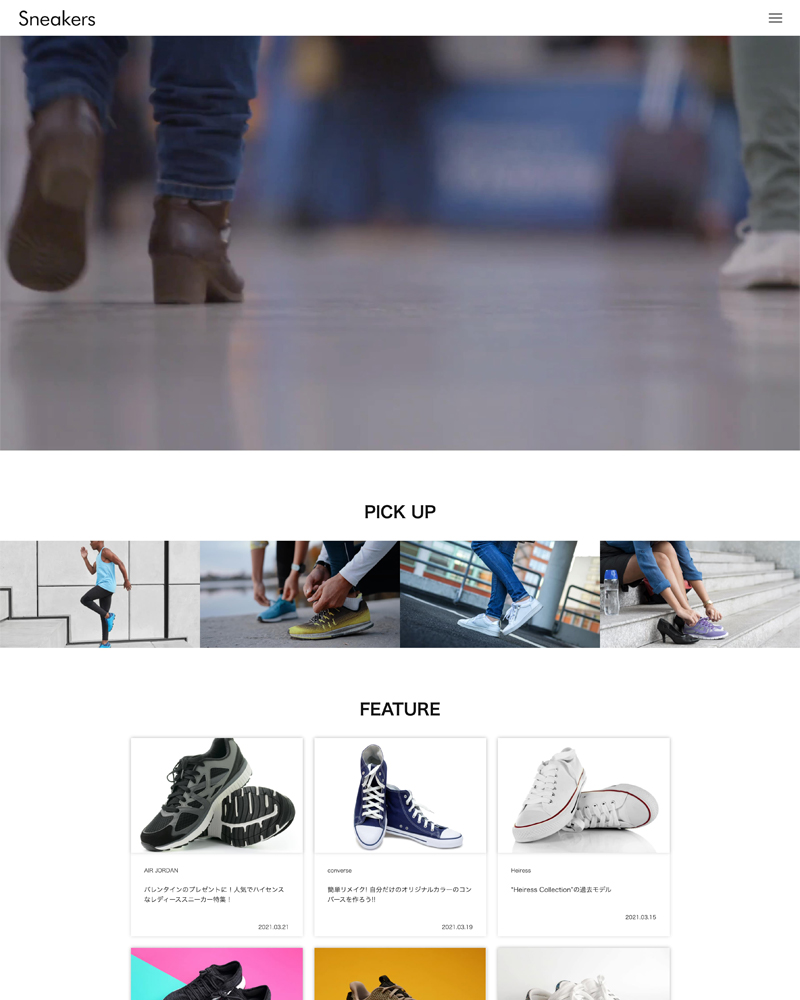 Sneakers
PICK UP
FEATURE
AIR JORDAN
バレンタインのプレゼントに！人気でハイセンス
なレディーススニーカー特集！
2021.03.21
converse
簡単リメイク! 自分だけのオリジナルカラーのコン
バースを作ろう!!
2021.03.19
Heiress
"Heiress Collection"の過去モデル
2021.03.15